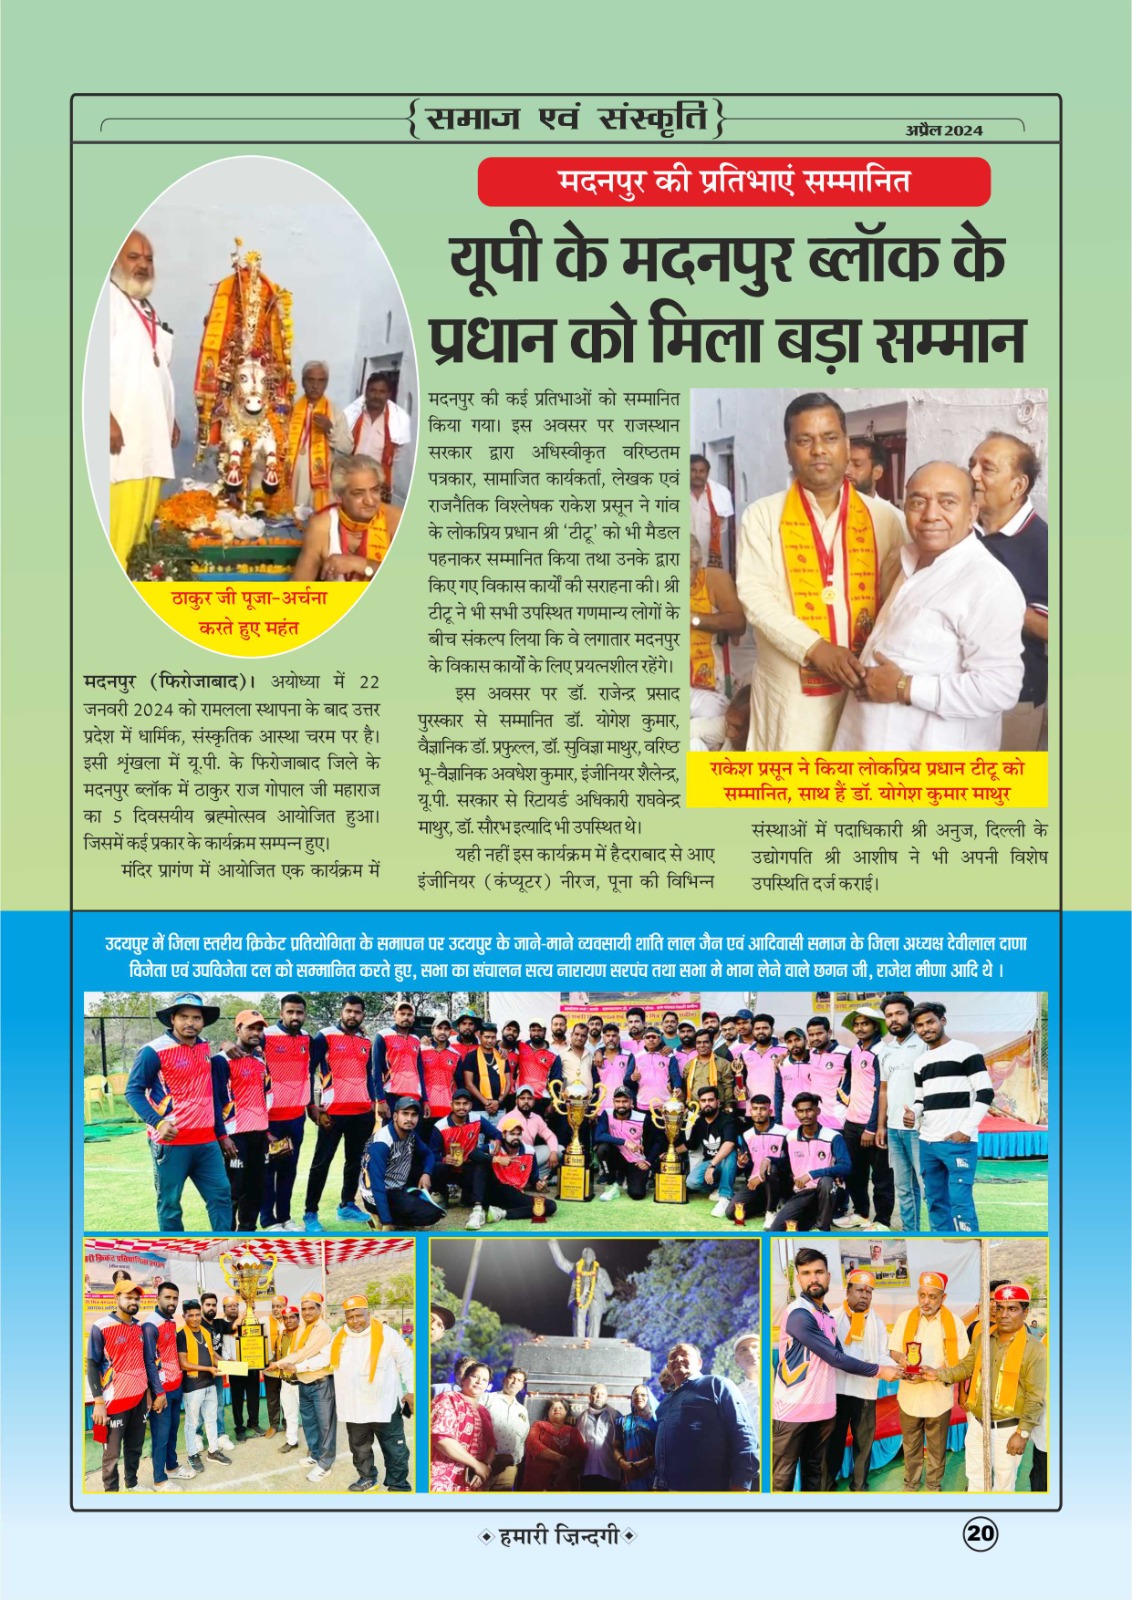 समाज एवं संस्कृति
अप्रैल 2024
मदनपुर की प्रतिभाएं सम्मानित
यूपी के मदनपुर ब्लॉक के
प्रधान को मिला बड़ा सम्मान
ठाकुर जी पूजा-अर्चना
करते हुए महंत
मदनपुर (फिरोजाबाद)। अयोध्या में 22
जनवरी 2024 को रामलला स्थापना के बाद उत्तर
प्रदेश में धार्मिक, संस्कृतिक आस्था चरम पर है।
इसी शृंखला में यू.पी. के फिरोजाबाद जिले के
मदनपुर ब्लॉक में ठाकुर राज गोपाल जी महाराज
का 5 दिवसयीय ब्रह्मोत्सव आयोजित हुआ।
जिसमें कई प्रकार के कार्यक्रम सम्पन्न हुए।
मंदिर प्रागंण में आयोजित एक कार्यक्रम में
मदनपुर की कई प्रतिभाओं को सम्मानित
किया गया। इस अवसर पर राजस्थान
सरकार द्वारा अधिस्वीकृत वरिष्ठतम
पत्रकार, सामाजित कार्यकर्ता, लेखक एवं
राजनैतिक विश्लेषक राकेश प्रसून ने गांव
के लोकप्रिय प्रधान श्री ‘टीटू’ को भी मैडल
पहनाकर सम्मानित किया तथा उनके द्वारा
किए गए विकास कार्यों की सराहना की। श्री
टीटू ने भी सभी उपस्थित गणमान्य लोगों के
बीच संकल्प लिया कि वे लगातार मदनपुर
के विकास कार्यों के लिए प्रयत्नशील रहेंगे।
इस अवसर पर डॉ. राजेन्द्र प्रसाद
पुरस्कार से सम्मानित डॉ. योगेश कुमार,
वैज्ञानिक डॉ. प्रफुल्ल, डॉ. सुविज्ञा माथुर, वरिष्ठ
भू-वैज्ञानिक अवधेश कुमार, इंजीनियर शैलेन्द्र,
यू.पी. सरकार से रिटायर्ड अधिकारी राघवेन्द्र
माथुर, डॉ. सौरभ इत्यादि भी उपस्थित थे।
यही नहीं इस कार्यक्रम में हैदराबाद से आए
इंजीनियर (कंप्यूटर) नीरज, पूना की विभिन्न
राकेश प्रसून ने किया लोकप्रिय प्रधान टीटू को
सम्मानित, साथ हैं डॉ. योगेश कुमार माथुर
संस्थाओं में पदाधिकारी श्री अनुज, दिल्ली के
उद्योगपति श्री आशीष ने भी अपनी विशेष
उपस्थिति दर्ज कराई।
उदयपुर में जिला स्तरीय क्रिकेट प्रतियोगिता के समापन पर उदयपुर के जाने-माने व्यवसायी शांति लाल जैन एवं आदिवासी समाज के जिला अध्यक्ष देवीलाल दाणा
विजेता एवं उपविजेता दल को सम्मानित करते हुए, सभा का संचालन सत्य नारायण सरपंच तथा सभा मे भाग लेने वाले छगन जी, राजेश मीणा आदि थे ।
MPL
हमारी ज़िन्दगी
20